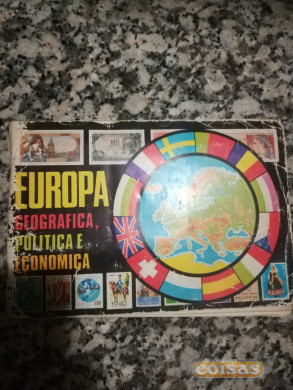 EUROPA
GEOGRAFICA,
POLITICA E
ECONOMICA
coisas